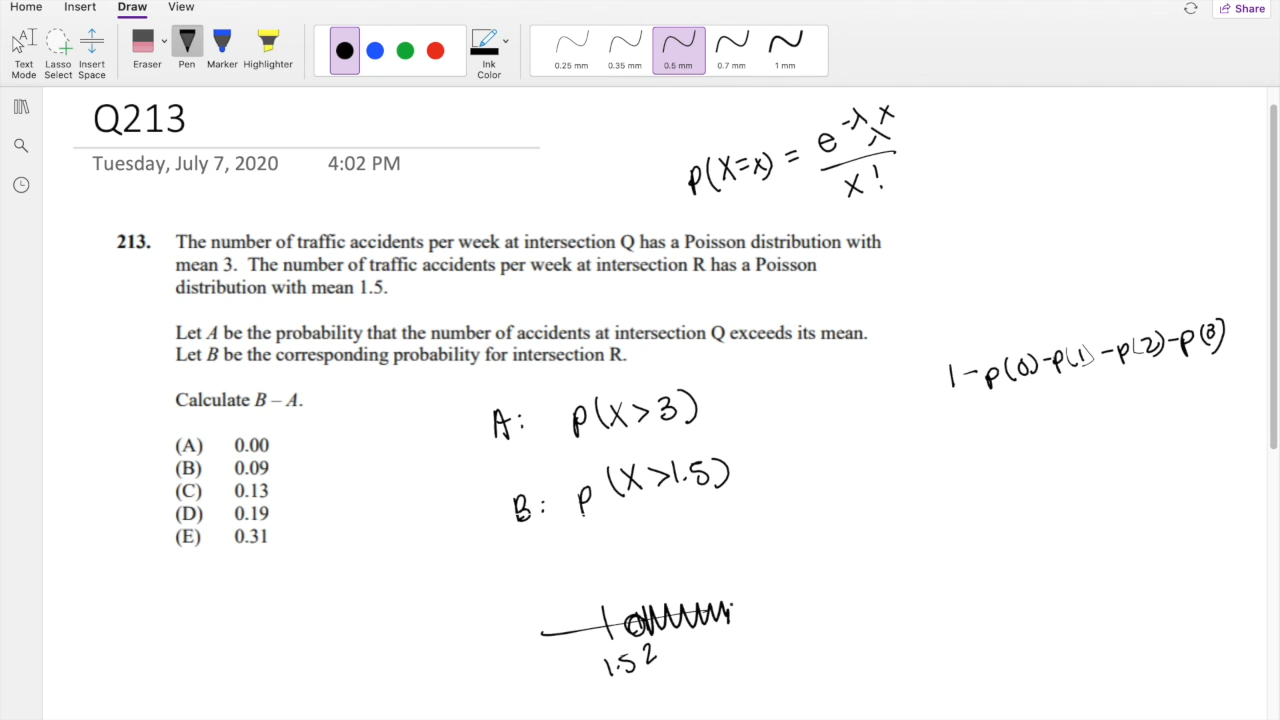 Home Insert Draw View Share
Text Mode Lasso Select Insert Space Eraser Pen Marker Highlighter Ink Color 0.25 mm 0.35 mm 0.5 mm 0.7 mm 1 mm
Q213
Tuesday, July 7, 2020 4:02 PM
p(X=x) = e^-λ λ^x / x!
213. The number of traffic accidents per week at intersection Q has a Poisson distribution with
mean 3. The number of traffic accidents per week at intersection R has a Poisson
distribution with mean 1.5.
Let A be the probability that the number of accidents at intersection Q exceeds its mean.
Let B be the corresponding probability for intersection R.
1-p(0)-p(1)-p(2)-p(3)
Calculate B – A.
A: p(X>3)
(A) 0.00
(B) 0.09
(C) 0.13
(D) 0.19
(E) 0.31
B: p(X>1.5)
1.5 2